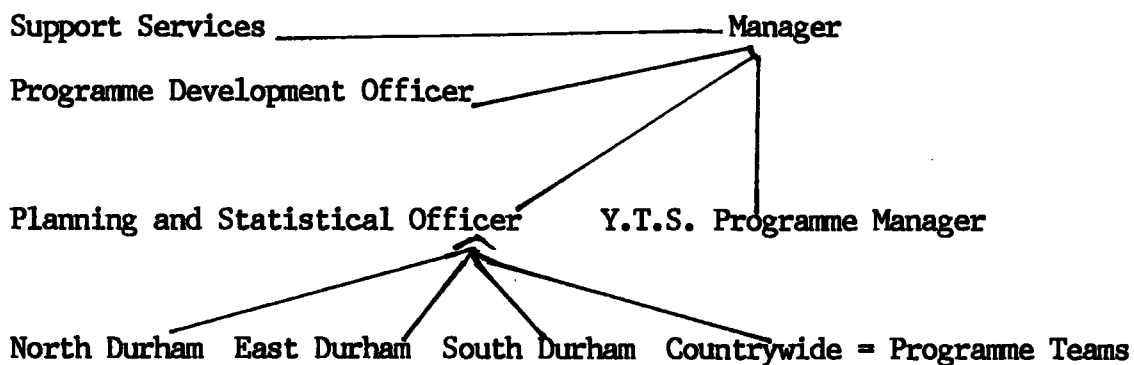 Support Services Manager
Programme Development Officer
Planning and Statistical Officer Y.T.S. Programme Manager
North Durham East Durham South Durham Countrywide = Programme Teams